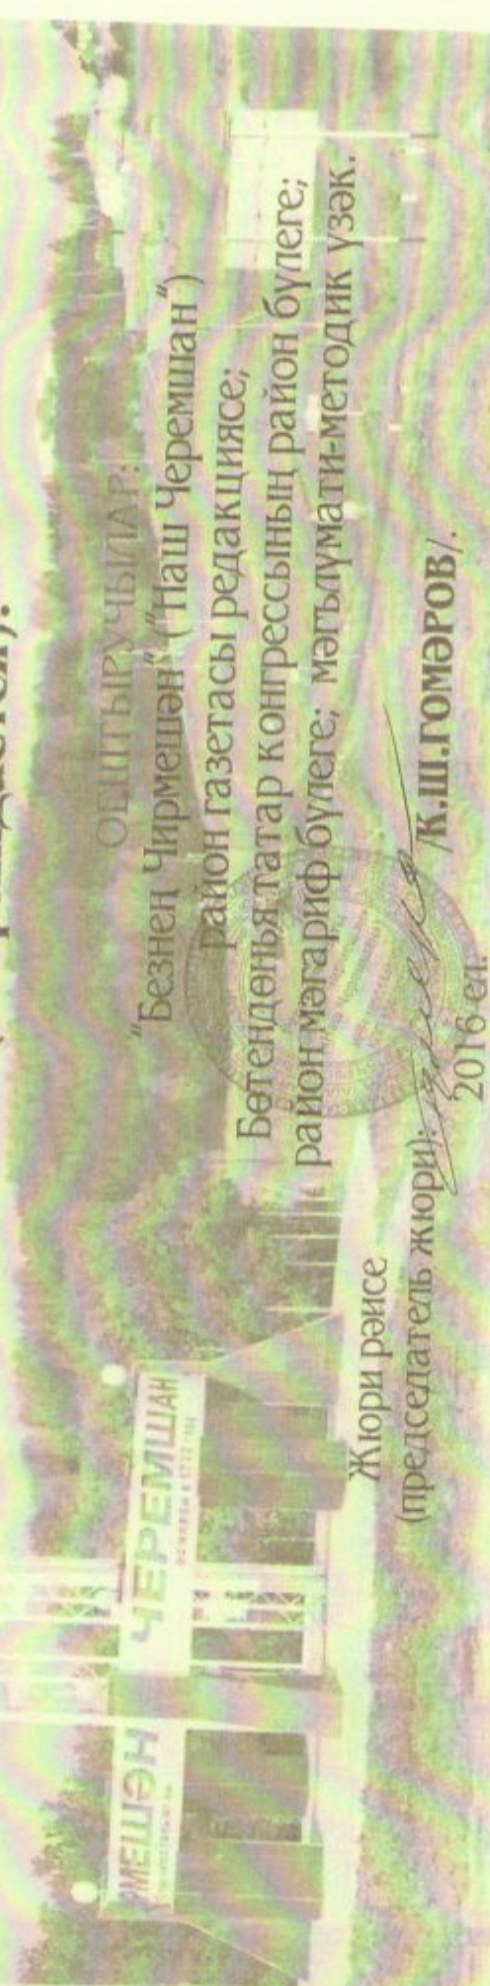 ОЕШТЫРУЧЫЛАР:
"Безнең Чирмешән" ("Наш Черемшан")
район газетасы редакциясе;
Бөтендөнья татар конгрессының район бүлеге;
район мәгариф бүлеге; мәгълүмати-методик үзәк.
Жюри рәисе
(председатель жюри): /К.Ш.ГОМӘРОВ/.
2016 ел.
МЕШӘН
ЧЕРЕМШАН